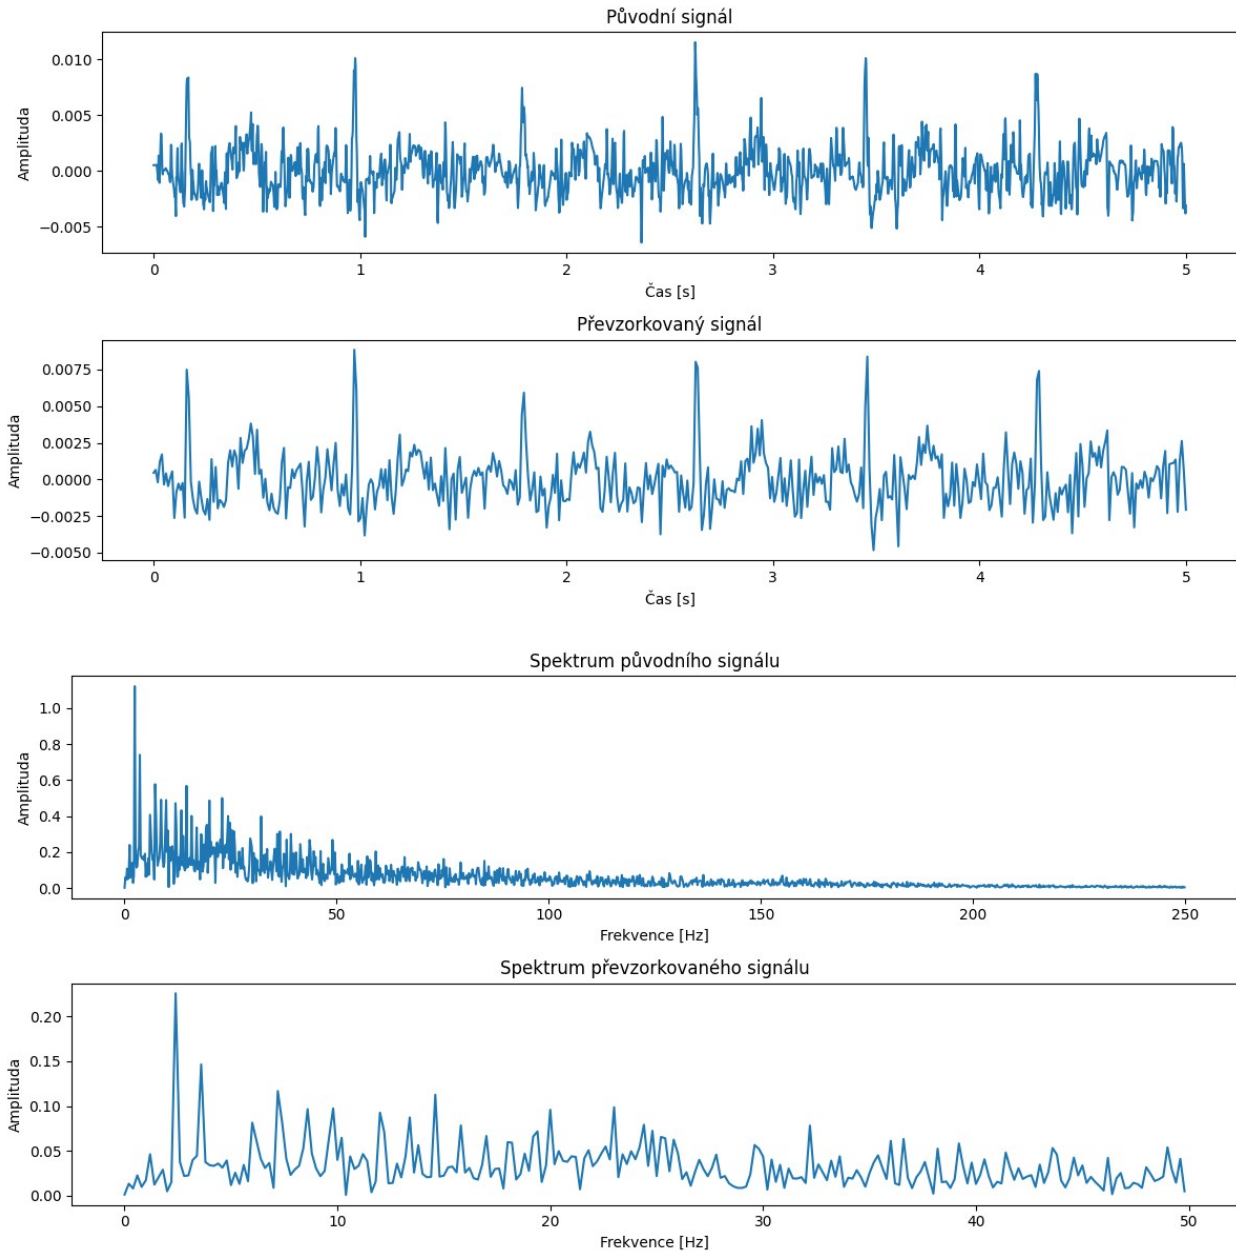 Původní signál
0.010
0.005
0.000
−0.005
Amplituda
0 1 2 3 4 5
Čas [s]
Převzorkovaný signál
0.0075
0.0050
0.0025
0.0000
−0.0025
−0.0050
Amplituda
0 1 2 3 4 5
Čas [s]
Spektrum původního signálu
1.0
0.8
0.6
0.4
0.2
0.0
Amplituda
0 50 100 150 200 250
Frekvence [Hz]
Spektrum převzorkovaného signálu
0.20
0.15
0.10
0.05
0.00
Amplituda
0 10 20 30 40 50
Frekvence [Hz]